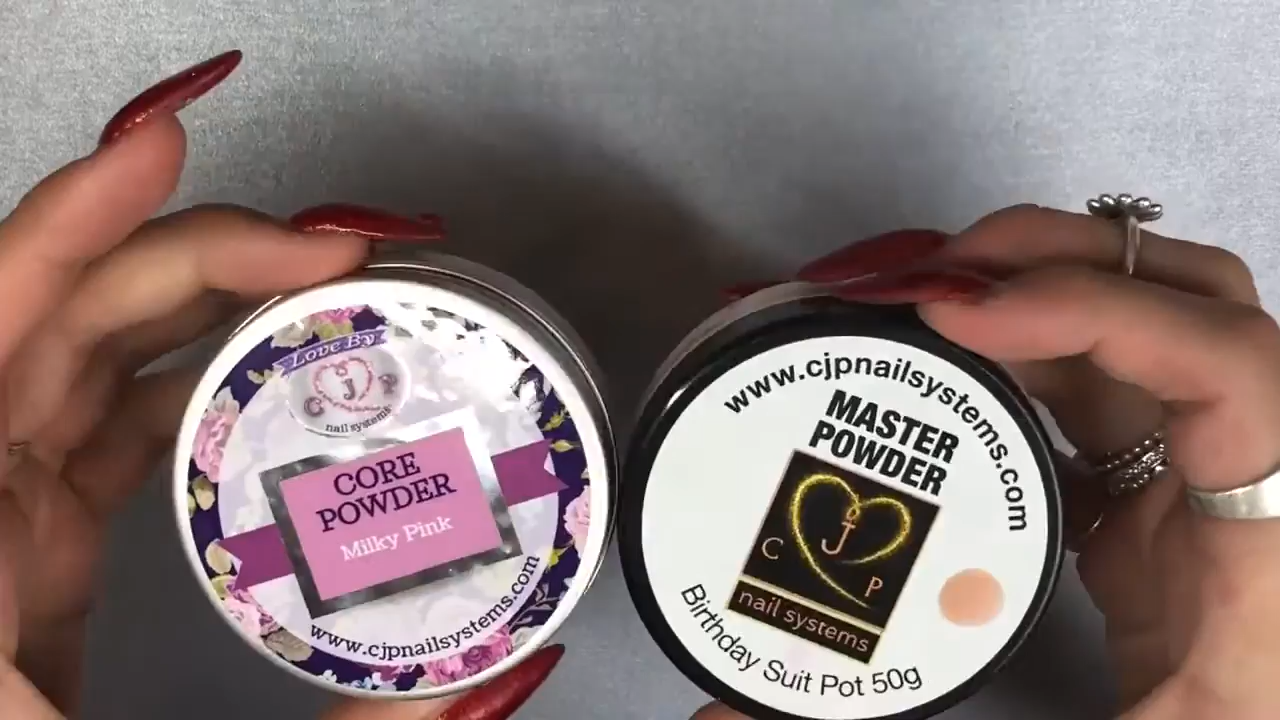 Love By
C J P
nail systems
CORE
POWDER
Milky Pink
www.cjpnailsystems.com
www.cjpnailsystems.com
MASTER
POWDER
C J P
nail systems
Birthday Suit Pot 50g